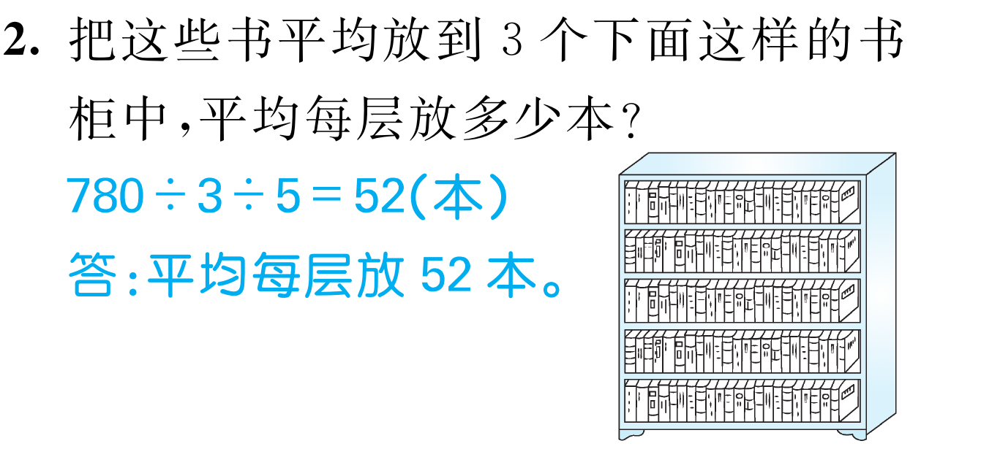 2. 把这些书平均放到 3 个下面这样的书
柜中,平均每层放多少本?
780÷3÷5=52(本)
答:平均每层放 52 本。